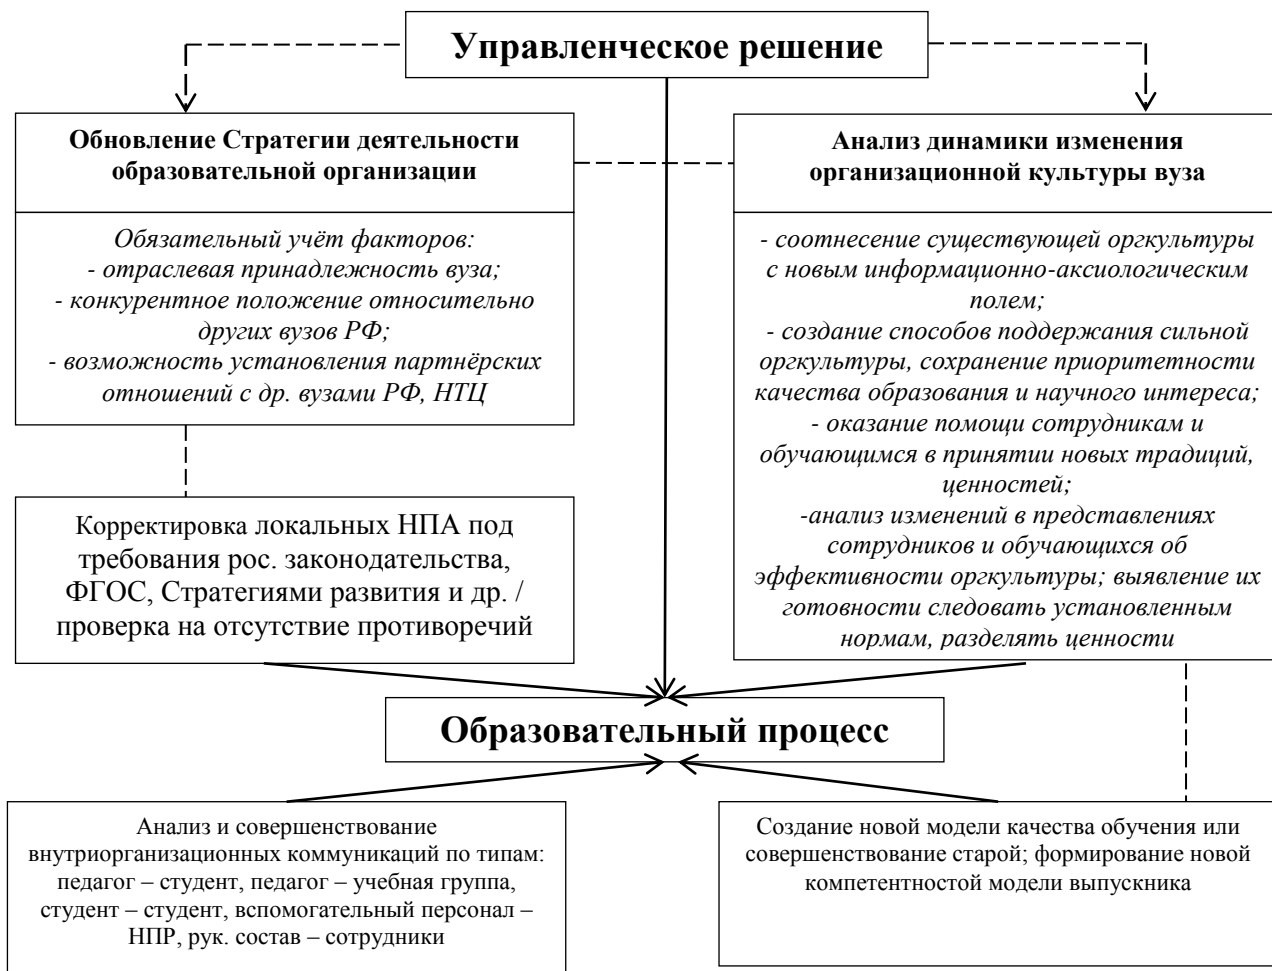 Управленческое решение
Обновление Стратегии деятельности
образовательной организации
Обязательный учёт факторов:
- отраслевая принадлежность вуза;
- конкурентное положение относительно
других вузов РФ;
- возможность установления партнёрских
отношений с др. вузами РФ, НТЦ
Анализ динамики изменения
организационной культуры вуза
- соотнесение существующей оргкультуры
с новым информационно-аксиологическим
полем;
- создание способов поддержания сильной
оргкультуры, сохранение приоритетности
качества образования и научного интереса;
- оказание помощи сотрудникам и
обучающимся в принятии новых традиций,
ценностей;
-анализ изменений в представлениях
сотрудников и обучающихся об
эффективности оргкультуры; выявление их
готовности следовать установленным
нормам, разделять ценности
Корректировка локальных НПА под
требования рос. законодательства,
ФГОС, Стратегиями развития и др. /
проверка на отсутствие противоречий
Образовательный процесс
Анализ и совершенствование
внутриорганизационных коммуникаций по типам:
педагог – студент, педагог – учебная группа,
студент – студент, вспомогательный персонал –
НПР, рук. состав – сотрудники
Создание новой модели качества обучения или
совершенствование старой; формирование новой
компетентостой модели выпускника